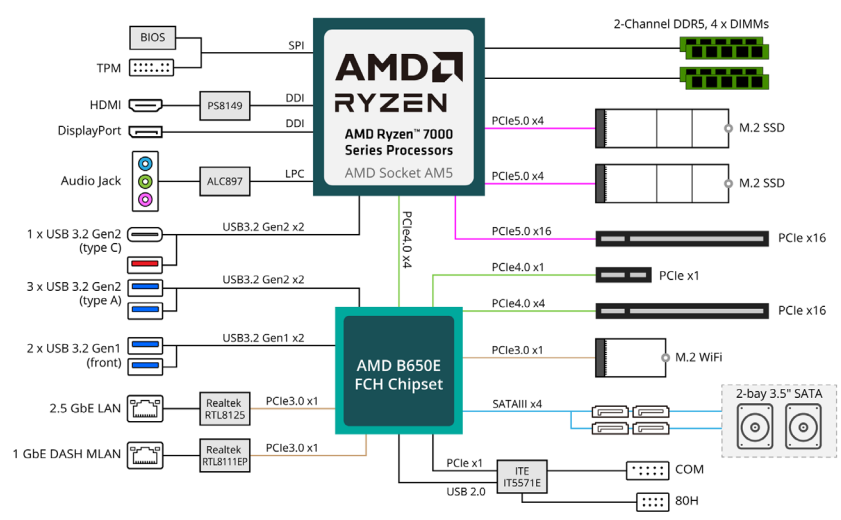 2-Channel DDR5, 4 x DIMMs
BIOS
SPI
TPM
AMD
RYZEN
AMD Ryzen™ 7000
Series Processors
AMD Socket AM5
HDMI
PS8149
DDI
DisplayPort
DDI
Audio Jack
ALC897
LPC
PCIe5.0 x4
M.2 SSD
PCIe5.0 x4
M.2 SSD
1 x USB 3.2 Gen2
(type C)
USB3.2 Gen2 x2
PCIe4.0 x4
PCIe5.0 x16
PCIe x16
3 x USB 3.2 Gen2
(type A)
USB3.2 Gen2 x2
PCIe4.0 x1
PCIe x1
PCIe4.0 x4
PCIe x16
2 x USB 3.2 Gen1
(front)
USB3.2 Gen1 x2
AMD B650E
FCH Chipset
PCIe3.0 x1
M.2 WiFi
2.5 GbE LAN
Realtek
RTL8125
PCIe3.0 x1
SATAIII x4
2-bay 3.5" SATA
1 GbE DASH MLAN
Realtek
RTL8111EP
PCIe3.0 x1
PCIe x1
USB 2.0
ITE
IT5571E
COM
80H